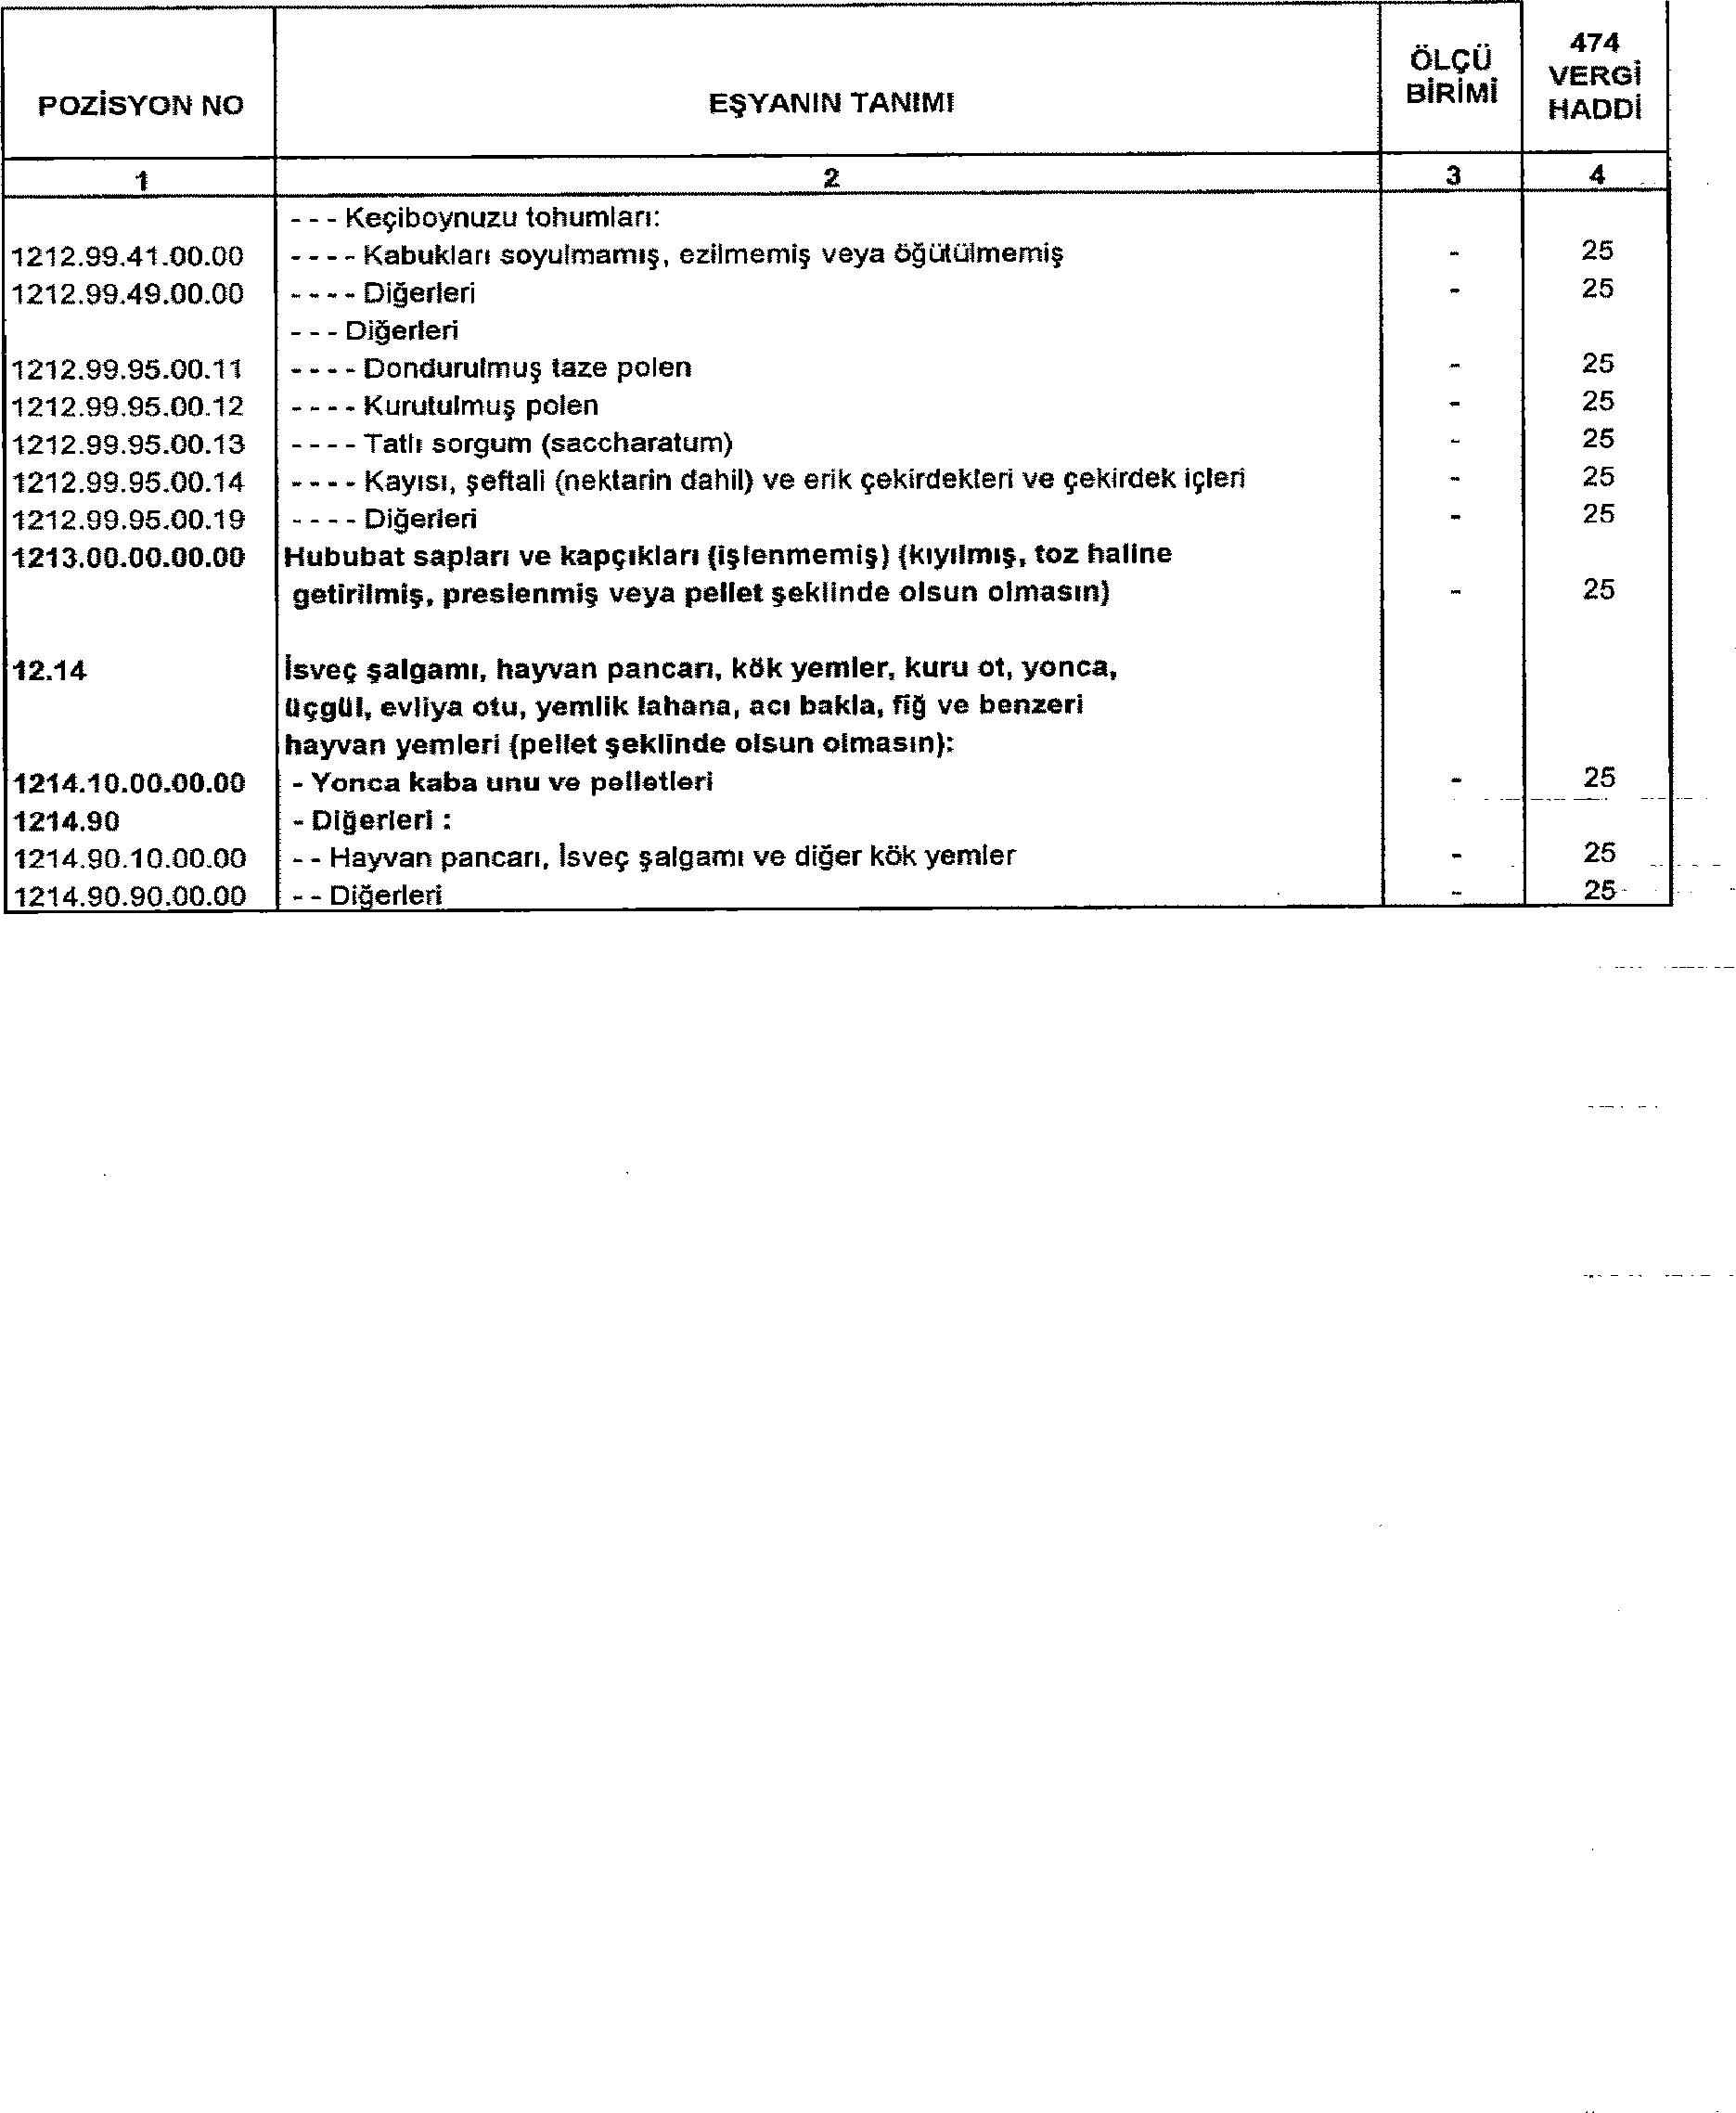 POZİSYON NO EŞYANIN TANIMI ÖLÇÜ BİRİMİ 474 VERGİ HADDİ
1 2 3 4
- - - Keçiboynuzu tohumları:
1212.99.41.00.00 - - - - Kabukları soyulmamış, ezilmemiş veya öğütülmemiş - 25
1212.99.49.00.00 - - - - Diğerleri - 25
- - - Diğerleri
1212.99.95.00.11 - - - - Dondurulmuş taze polen - 25
1212.99.95.00.12 - - - - Kurutulmuş polen - 25
1212.99.95.00.13 - - - - Tatlı sorgum (saccharatum) - 25
1212.99.95.00.14 - - - - Kayısı, şeftali (nektarin dahil) ve erik çekirdekleri ve çekirdek içleri - 25
1212.99.95.00.19 - - - - Diğerleri - 25
1213.00.00.00.00 Hububat sapları ve kapçıkları (işlenmemiş) (kıyılmış, toz haline
getirilmiş, preslenmiş veya pellet şeklinde olsun olmasın) - 25
12.14 İsveç şalgamı, hayvan pancarı, kök yemler, kuru ot, yonca,
üçgül, evliya otu, yemlik lahana, acı bakla, fiğ ve benzeri
hayvan yemleri (pellet şeklinde olsun olmasın):
1214.10.00.00.00 - Yonca kaba unu ve pelletleri - 25
1214.90 - Diğerleri :
1214.90.10.00.00 - - Hayvan pancarı, İsveç şalgamı ve diğer kök yemler - 25
1214.90.90.00.00 - - Diğerleri - 25